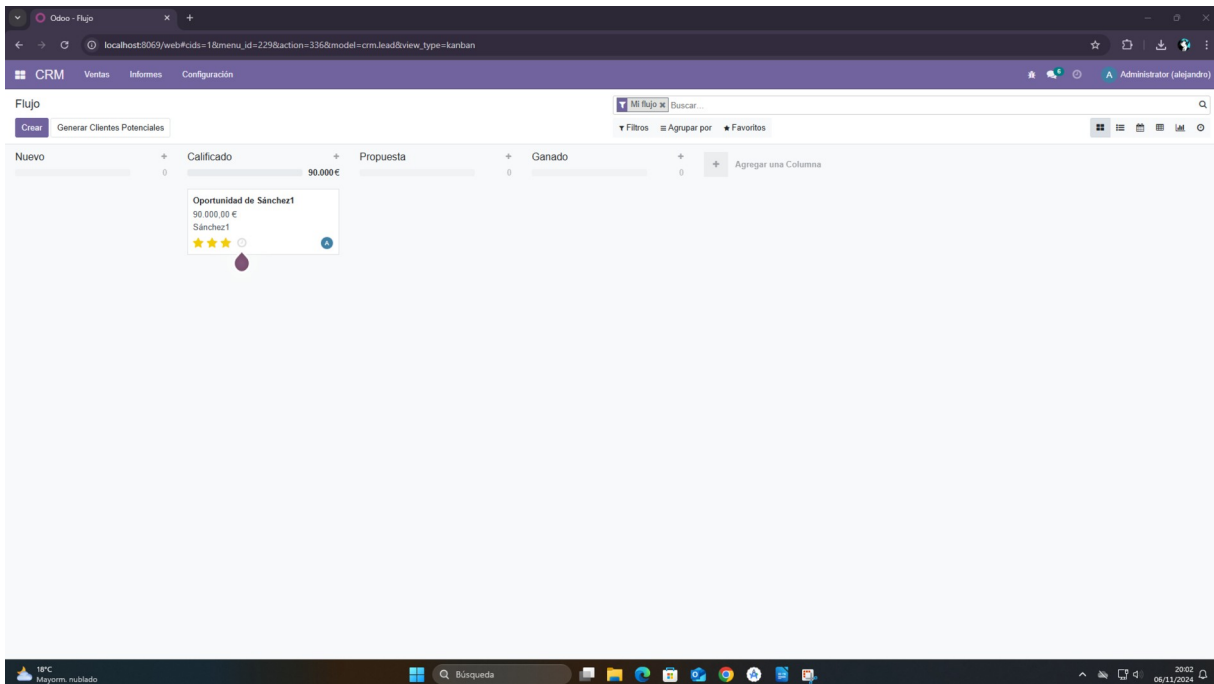 Odoo - Flujo
localhost:8069/web#cids=1&menu_id=229&action=336&model=crm.lead&view_type=kanban
CRM Ventas Informes Configuración 6 A Administrator (alejandro)
Flujo
Mi flujo x Buscar...
Crear Generar Clientes Potenciales
Filtros Agrupar por Favoritos
Nuevo + Calificado + Propuesta + Ganado + + Agregar una Columna
0 90.000 € 0 0
Oportunidad de Sánchez1
90.000,00 €
Sánchez1
A
18°C
Mayorm. nublado
Búsqueda
20:02
06/11/2024